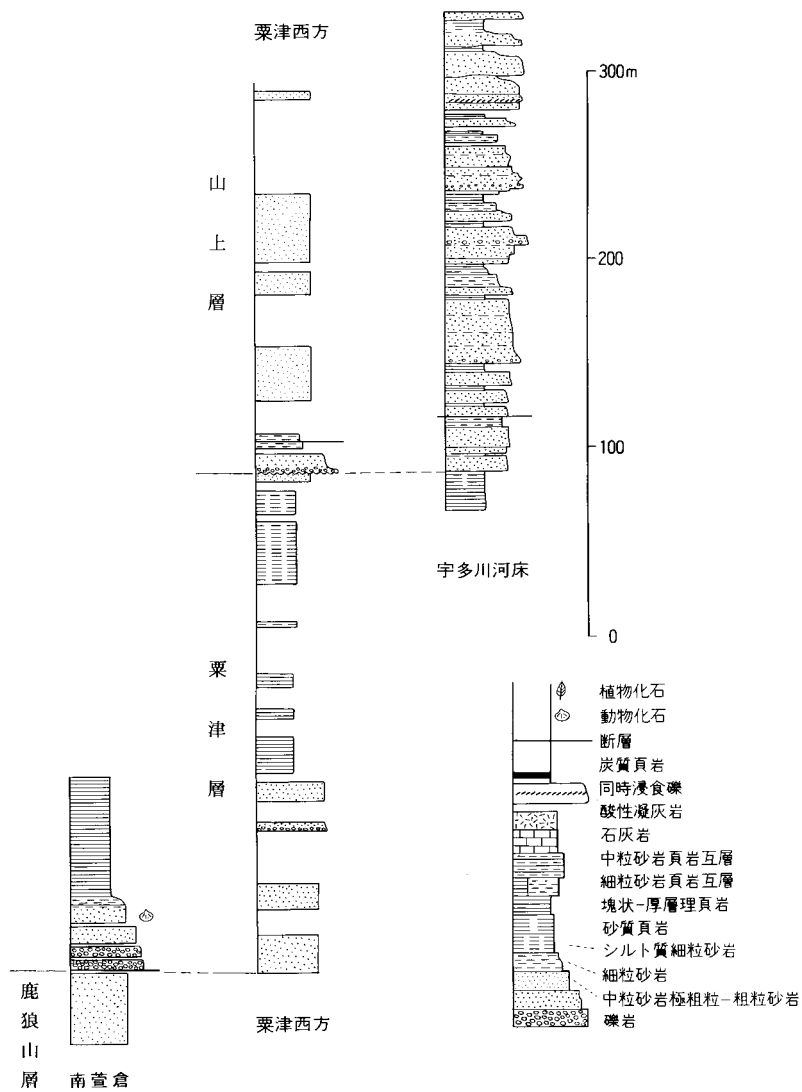 粟津西方
山上層
粟津層
300m
200
100
0
宇多川河床
鹿狼山層
南萱倉
粟津西方
植物化石
動物化石
断層
炭質頁岩
同時浸食礫
酸性凝灰岩
石灰岩
中粒砂岩頁岩互層
細粒砂岩頁岩互層
塊状-厚層理頁岩
砂質頁岩
シルト質細粒砂岩
細粒砂岩
中粒砂岩極粗粒-粗粒砂岩
礫岩